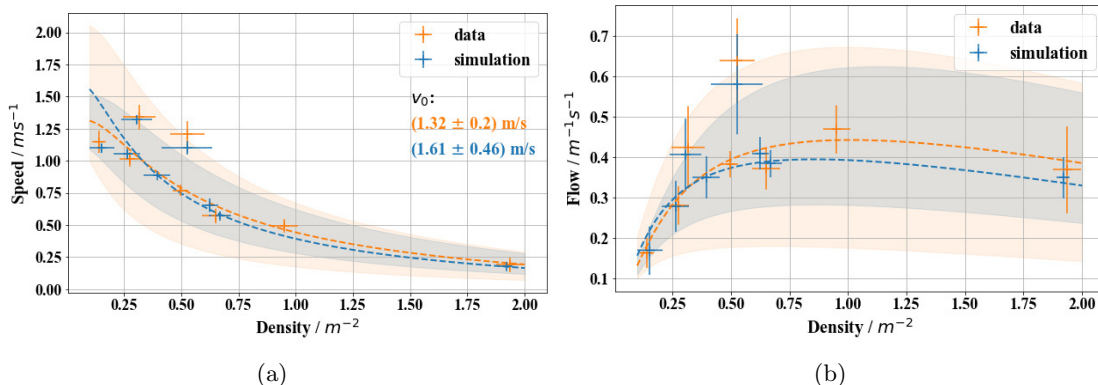 2.00
1.75
1.50
1.25
1.00
0.75
0.50
0.25
0.00
Speed / ms⁻¹
data
simulation
v₀:
(1.32 ± 0.2) m/s
(1.61 ± 0.46) m/s
0.25 0.50 0.75 1.00 1.25 1.50 1.75 2.00
Density / m⁻²
(a)
0.7
0.6
0.5
0.4
0.3
0.2
0.1
Flow / m⁻¹s⁻¹
data
simulation
0.25 0.50 0.75 1.00 1.25 1.50 1.75 2.00
Density / m⁻²
(b)